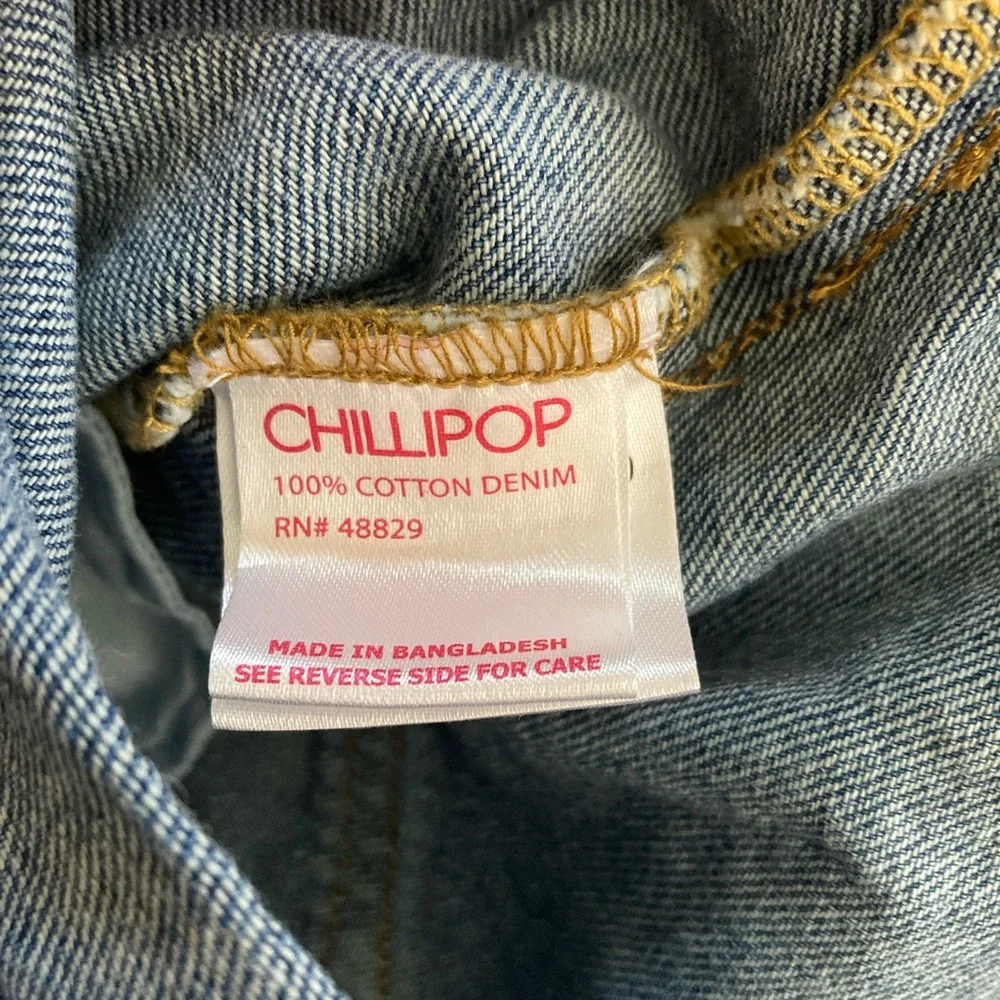 CHILLIPOP
100% COTTON DENIM
RN# 48829
MADE IN BANGLADESH
SEE REVERSE SIDE FOR CARE